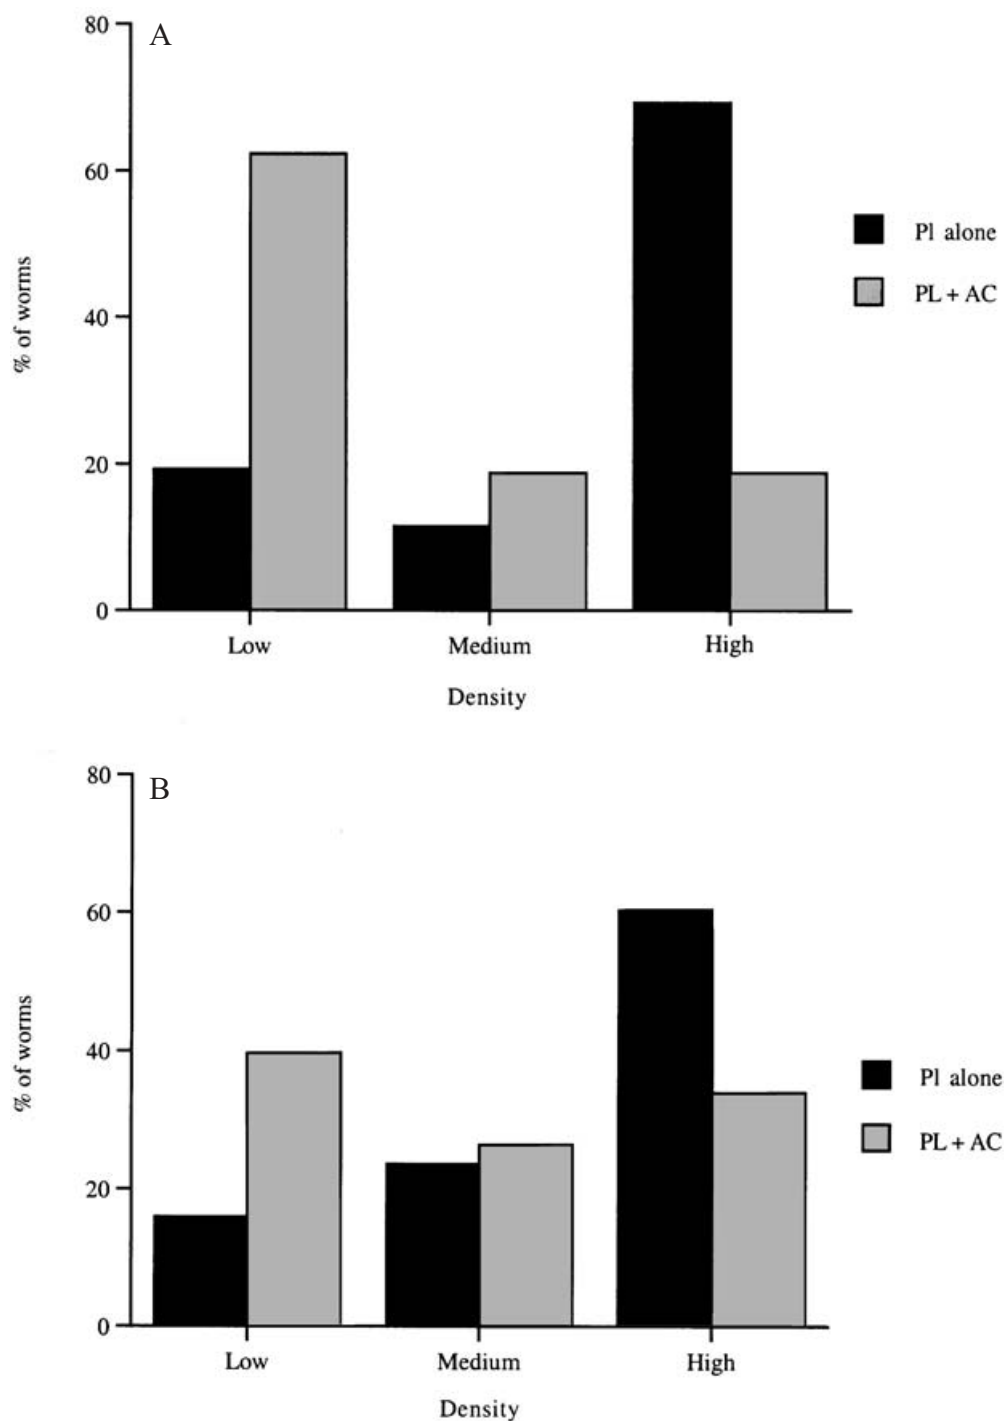 A
80
60
40
20
0
% of worms
Low
Medium
High
Density
Pl alone
PL + AC
B
80
60
40
20
0
% of worms
Low
Medium
High
Density
Pl alone
PL + AC